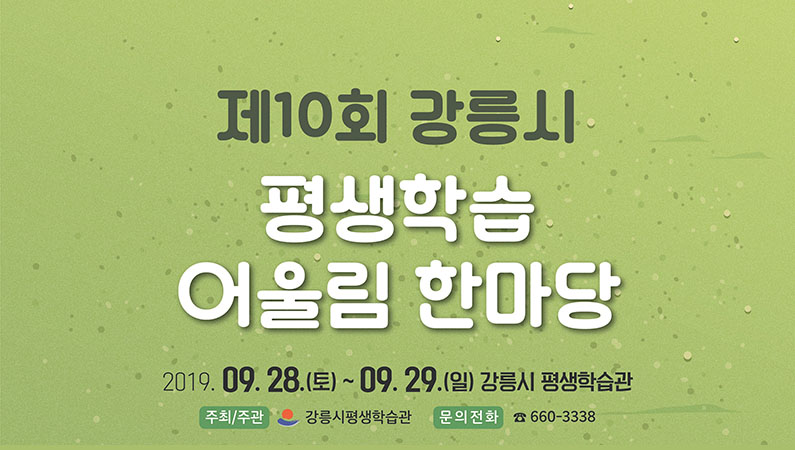 제10회 강릉시
평생학습
어울림 한마당
2019. 09. 28.(토) ~ 09. 29.(일) 강릉시 평생학습관
주최/주관 강릉시평생학습관 문의전화 ☎ 660-3338